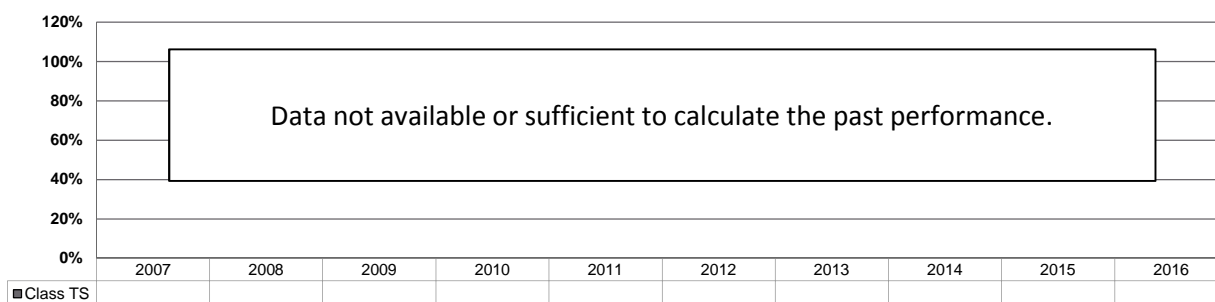 120%
100%
80%
60%
40%
20%
0%
Data not available or sufficient to calculate the past performance.
2007 2008 2009 2010 2011 2012 2013 2014 2015 2016
Class TS